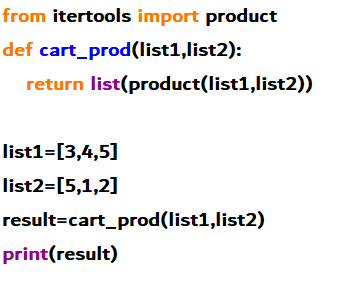 from itertools import product
def cart_prod(list1,list2):
    return list(product(list1,list2))

list1=[3,4,5]
list2=[5,1,2]
result=cart_prod(list1,list2)
print(result)